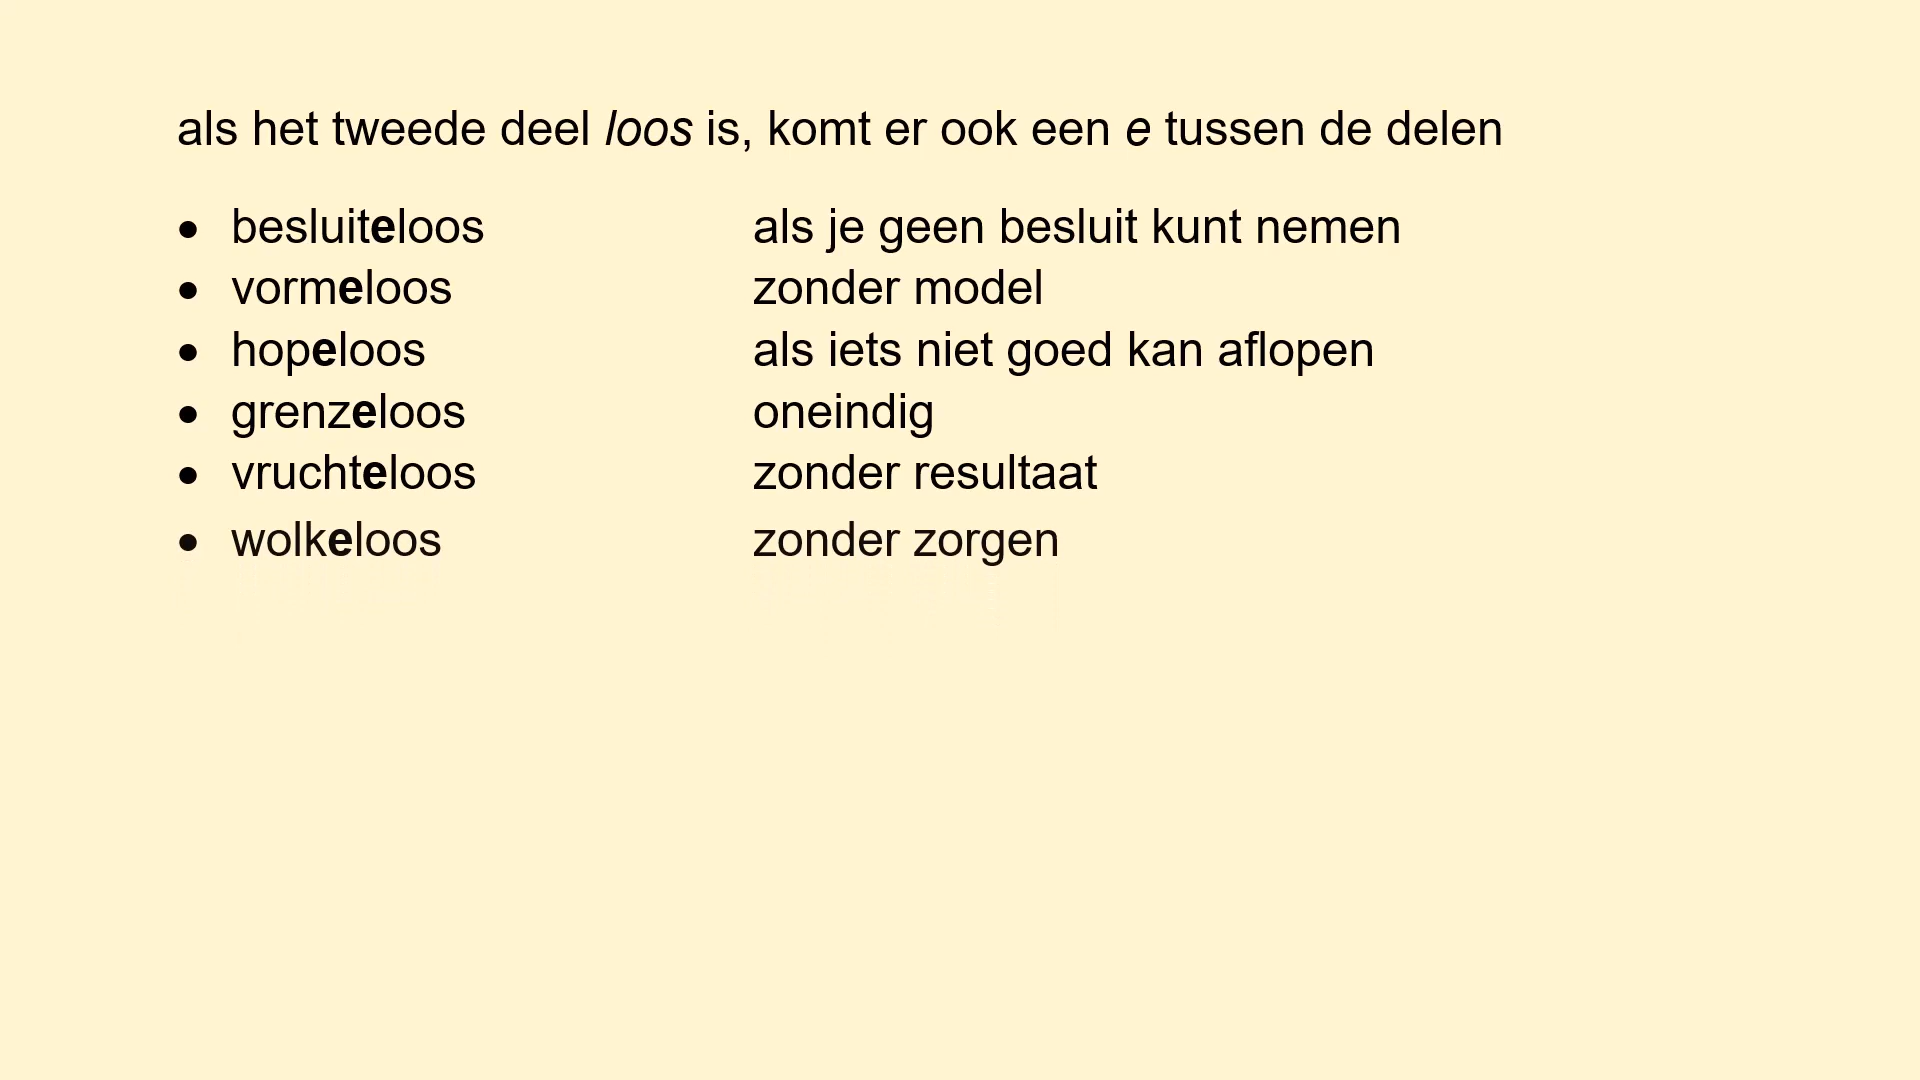 als het tweede deel loos is, komt er ook een e tussen de delen
• besluiteloos als je geen besluit kunt nemen
• vormeloos zonder model
• hopeloos als iets niet goed kan aflopen
• grenzeloos oneindig
• vruchteloos zonder resultaat
• wolkeloos zonder zorgen